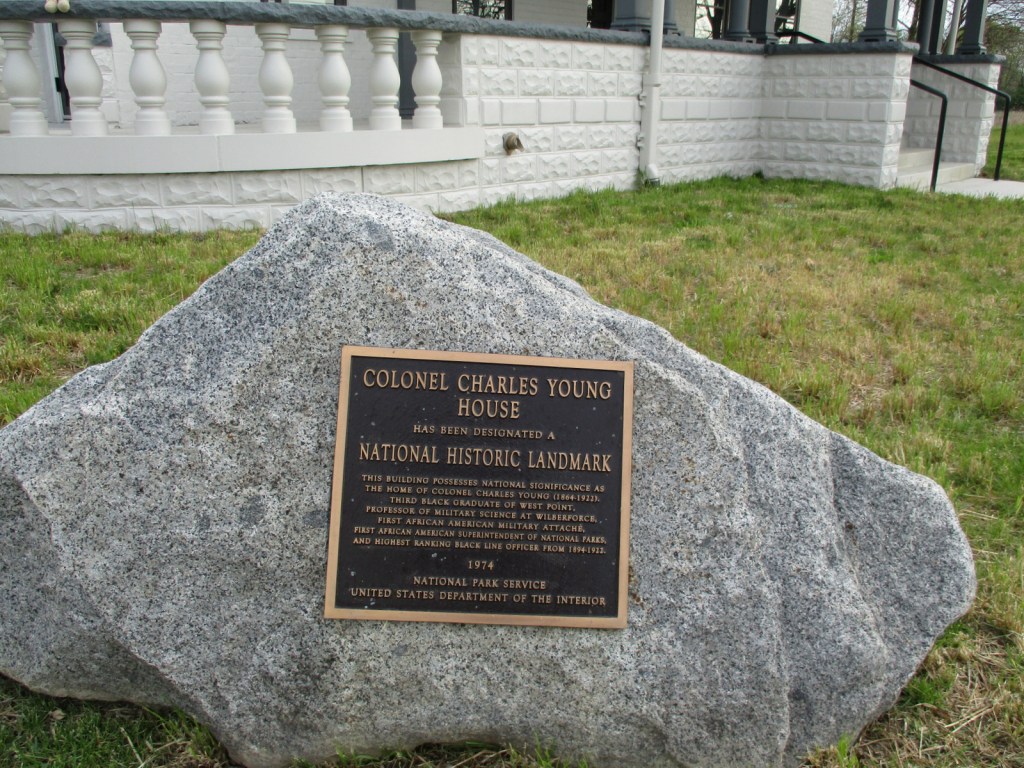 COLONEL CHARLES YOUNG
HOUSE
HAS BEEN DESIGNATED A
NATIONAL HISTORIC LANDMARK
THIS BUILDING POSSESSES NATIONAL SIGNIFICANCE AS
THE HOME OF COLONEL CHARLES YOUNG (1864-1922),
THIRD BLACK GRADUATE OF WEST POINT,
PROFESSOR OF MILITARY SCIENCE AT WILBERFORCE,
FIRST AFRICAN AMERICAN MILITARY ATTACHÉ,
FIRST AFRICAN AMERICAN SUPERINTENDENT OF NATIONAL PARKS,
AND HIGHEST RANKING BLACK LINE OFFICER FROM 1894-1922.
1974
NATIONAL PARK SERVICE
UNITED STATES DEPARTMENT OF THE INTERIOR